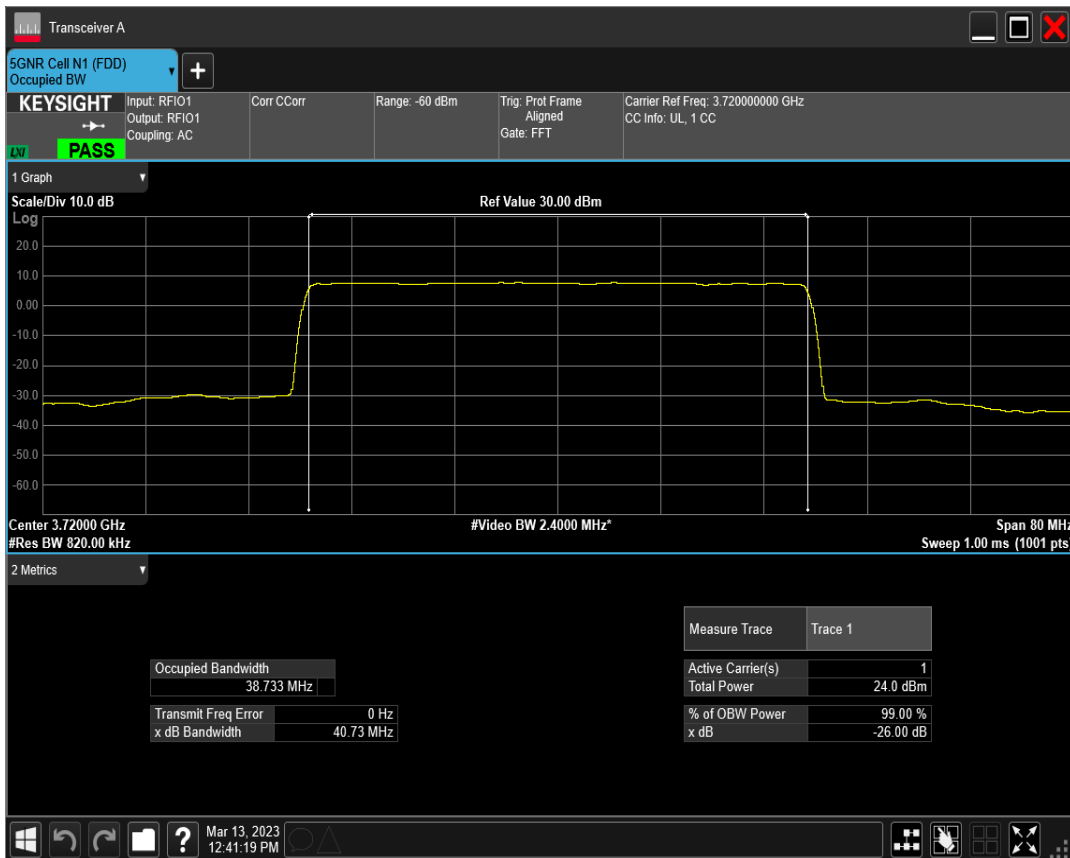 Transceiver A
5GNR Cell N1 (FDD)
Occupied BW
KEYSIGHT
LXI
PASS
Input: RFIO1
Output: RFIO1
Coupling: AC
Corr CCorr
Range: -60 dBm
Trig: Prot Frame
Aligned
Gate: FFT
Carrier Ref Freq: 3.720000000 GHz
CC Info: UL, 1 CC
1 Graph
Scale/Div 10.0 dB
Ref Value 30.00 dBm
Log
20.0
10.0
0.00
-10.0
-20.0
-30.0
-40.0
-50.0
-60.0
Center 3.72000 GHz
#Video BW 2.4000 MHz*
Span 80 MHz
#Res BW 820.00 kHz
Sweep 1.00 ms (1001 pts)
2 Metrics
Measure Trace Trace 1
Occupied Bandwidth
38.733 MHz
Active Carrier(s) 1
Total Power 24.0 dBm
Transmit Freq Error 0 Hz
x dB Bandwidth 40.73 MHz
% of OBW Power 99.00 %
x dB -26.00 dB
?
Mar 13, 2023
12:41:19 PM